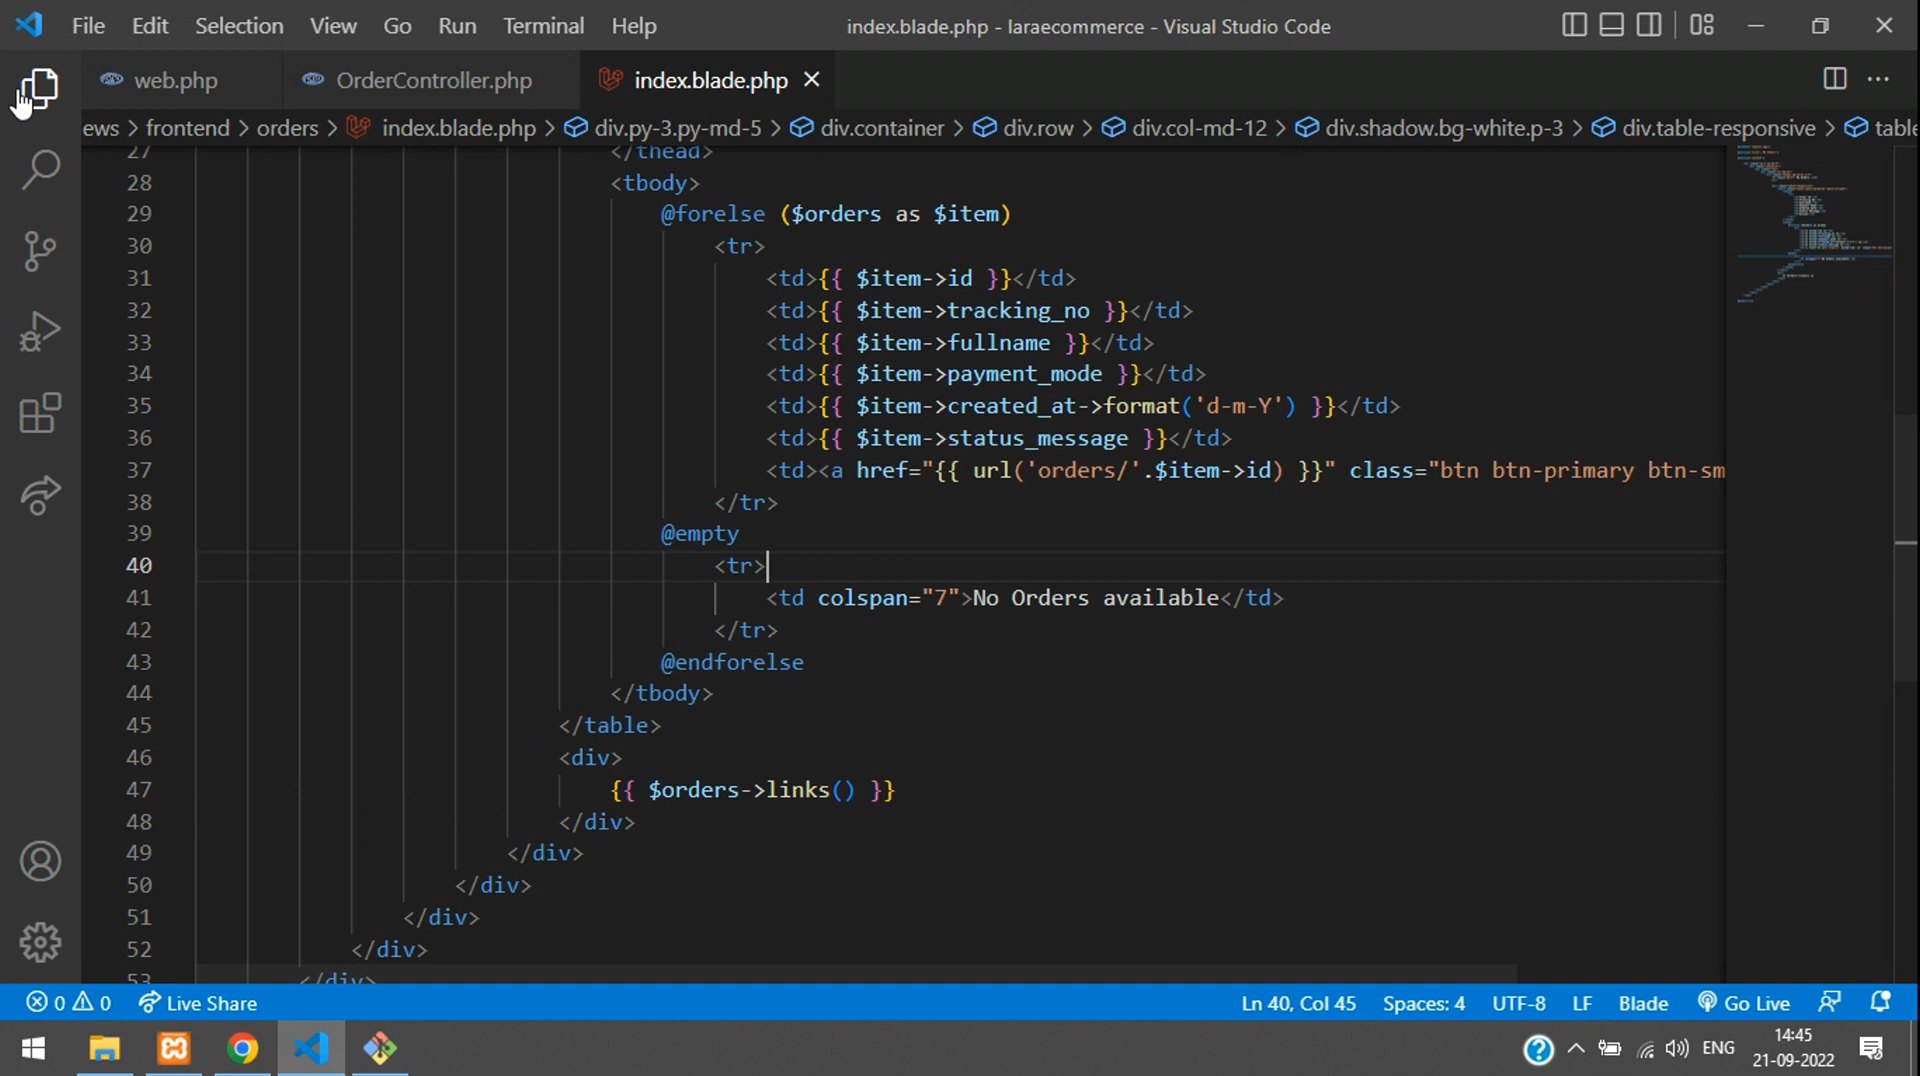 File Edit Selection View Go Run Terminal Help index.blade.php - laraecommerce - Visual Studio Code
web.php OrderController.php index.blade.php
ews > frontend > orders > index.blade.php > div.py-3.py-md-5 > div.container > div.row > div.col-md-12 > div.shadow.bg-white.p-3 > div.table-responsive > table
27 </thead>
28 <tbody>
29 @forelse ($orders as $item)
30 <tr>
31 <td>{{ $item->id }}</td>
32 <td>{{ $item->tracking_no }}</td>
33 <td>{{ $item->fullname }}</td>
34 <td>{{ $item->payment_mode }}</td>
35 <td>{{ $item->created_at->format('d-m-Y') }}</td>
36 <td>{{ $item->status_message }}</td>
37 <td><a href="{{ url('orders/'.$item->id) }}" class="btn btn-primary btn-sm
38 </tr>
39 @empty
40 <tr>
41 <td colspan="7">No Orders available</td>
42 </tr>
43 @endforelse
44 </tbody>
45 </table>
46 <div>
47 {{ $orders->links() }}
48 </div>
49 </div>
50 </div>
51 </div>
52 </div>
53 </div>
0 0 Live Share Ln 40, Col 45 Spaces: 4 UTF-8 LF Blade Go Live
ENG 14:45
21-09-2022